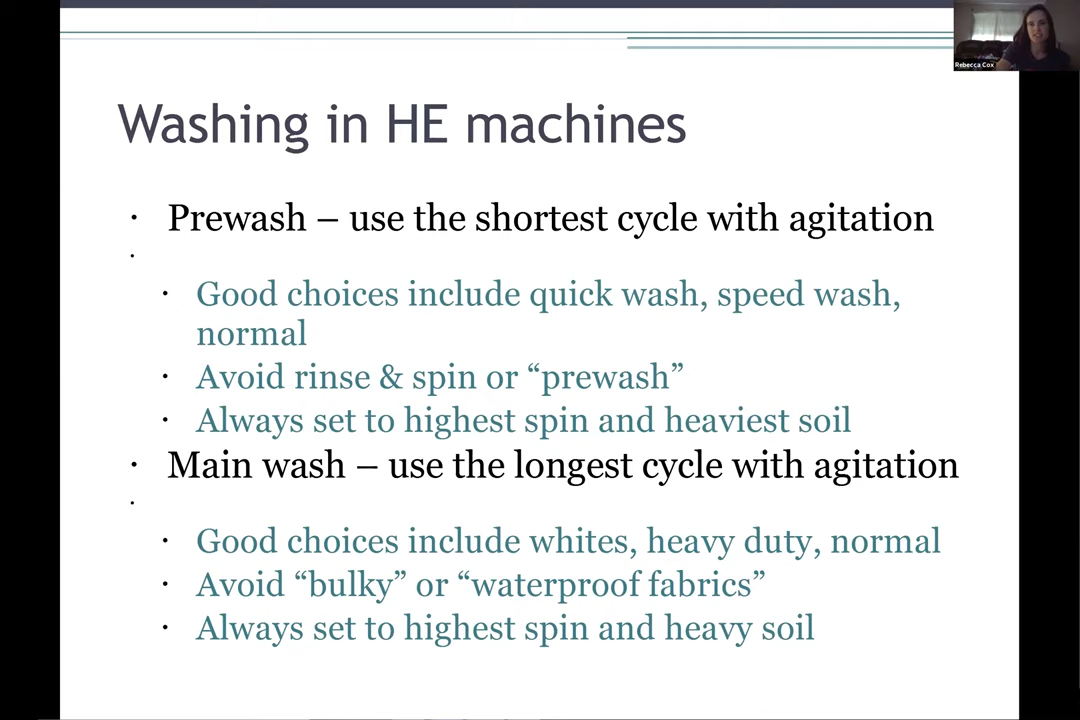 Rebecca Cox
Washing in HE machines
· Prewash – use the shortest cycle with agitation
·
· Good choices include quick wash, speed wash,
normal
· Avoid rinse & spin or “prewash”
· Always set to highest spin and heaviest soil
· Main wash – use the longest cycle with agitation
·
· Good choices include whites, heavy duty, normal
· Avoid “bulky” or “waterproof fabrics”
· Always set to highest spin and heavy soil